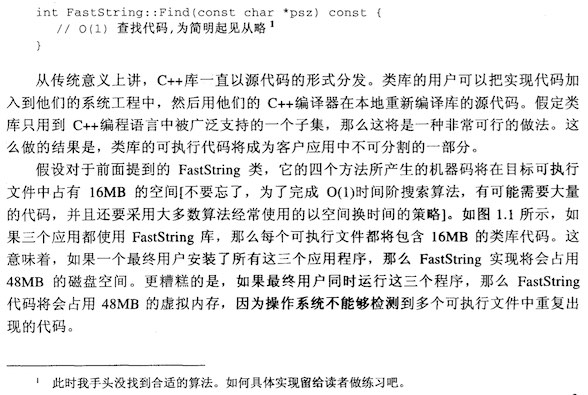 int FastString::Find(const char *psz) const {
// O(1) 查找代码,为简明起见从略 1
}
从传统意义上讲，C++库一直以源代码的形式分发。类库的用户可以把实现代码加
入到他们的系统工程中，然后用他们的 C++编译器在本地重新编译库的源代码。假定类
库只用到 C++编程语言中被广泛支持的一个子集，那么这将是一种非常可行的做法。这
么做的结果是，类库的可执行代码将成为客户应用中不可分割的一部分。
假设对于前面提到的 FastString 类，它的四个方法所产生的机器码将在目标可执行
文件中占有 16MB 的空间[不要忘了，为了完成 O(1)时间阶搜索算法，有可能需要大量
的代码，并且还要采用大多数算法经常使用的以空间换时间的策略]。如图 1.1 所示，如
果三个应用都使用 FastString 库，那么每个可执行文件都将包含 16MB 的类库代码。这
意味着，如果一个最终用户安装了所有这三个应用程序，那么 FastString 实现将会占用
48MB 的磁盘空间。更糟糕的是，如果最终用户同时运行这三个程序，那么 FastString
代码将会占用 48MB 的虚拟内存，因为操作系统不能够检测到多个可执行文件中重复出
现的代码。
1 此时我手头没找到合适的算法。如何具体实现留给读者做练习吧。